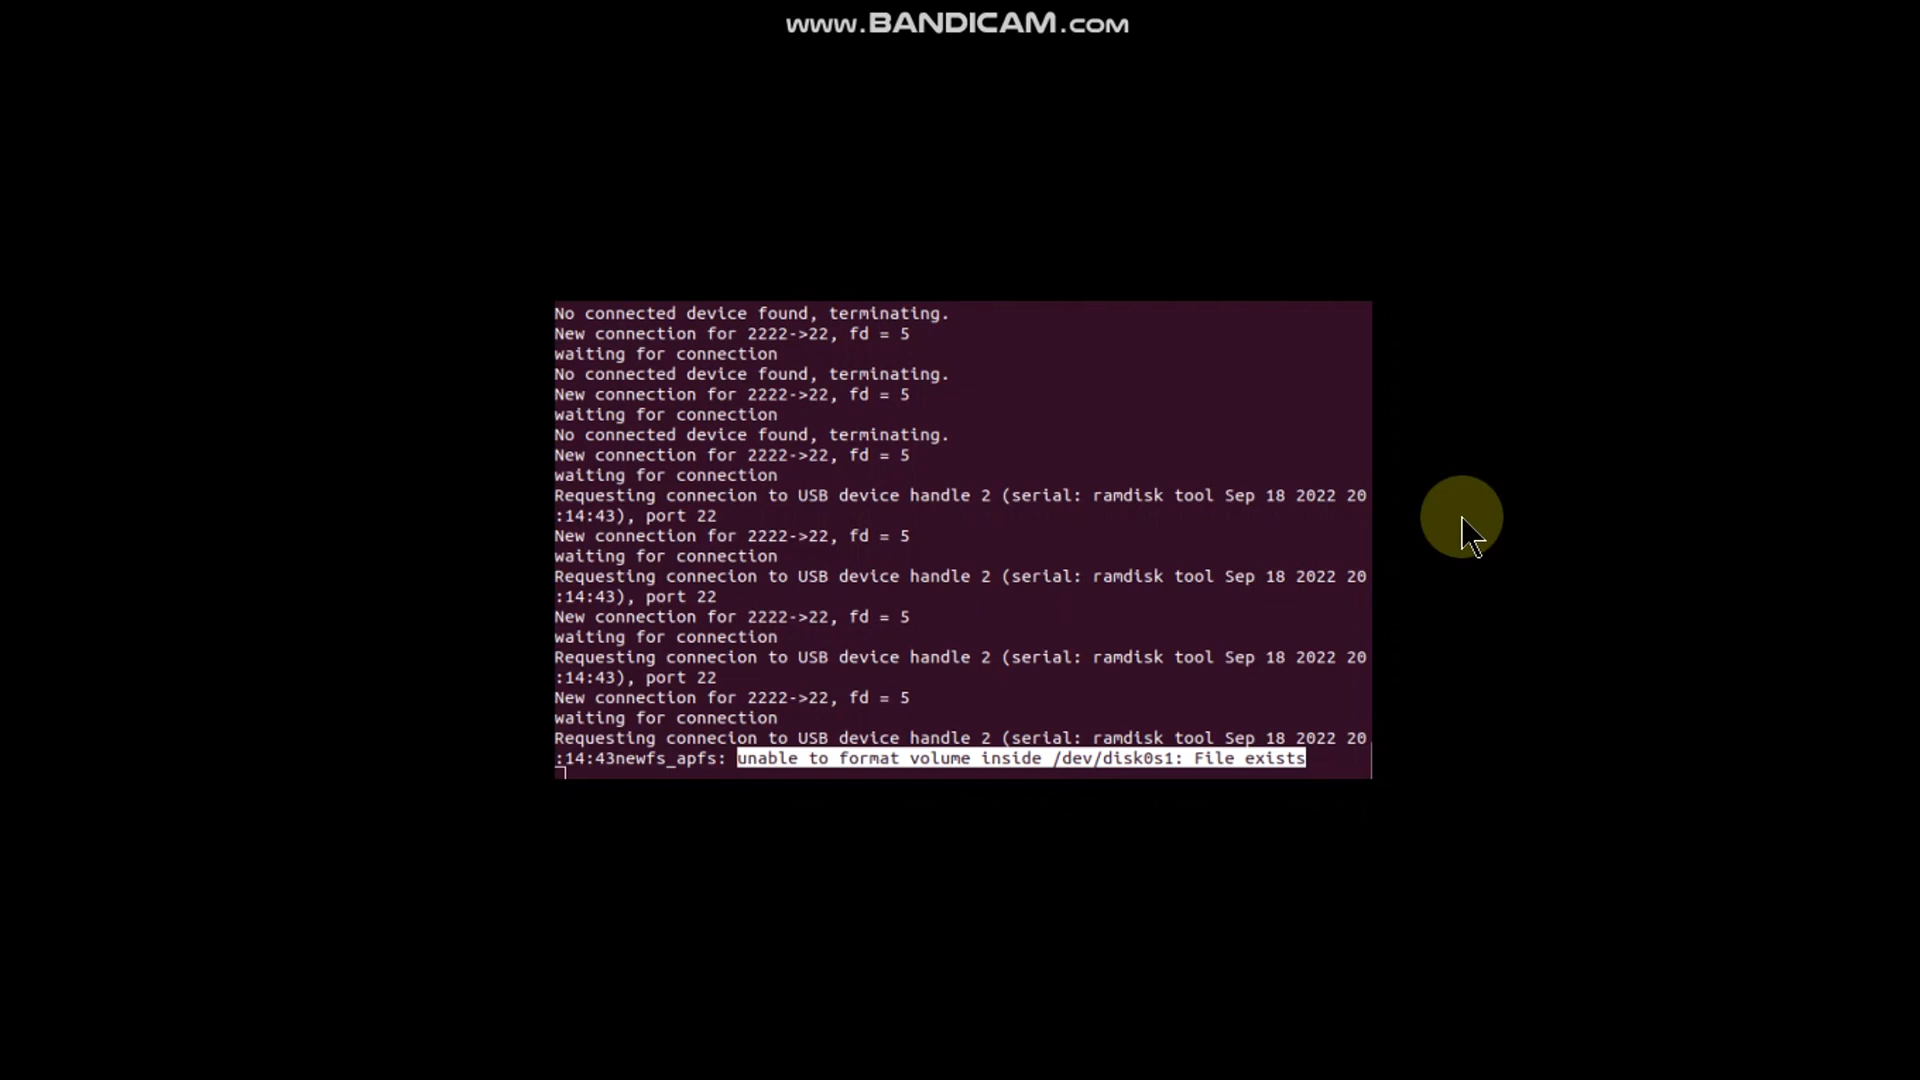 www.BANDICAM.com
No connected device found, terminating.
New connection for 2222->22, fd = 5
waiting for connection
No connected device found, terminating.
New connection for 2222->22, fd = 5
waiting for connection
No connected device found, terminating.
New connection for 2222->22, fd = 5
waiting for connection
Requesting connecion to USB device handle 2 (serial: ramdisk tool Sep 18 2022 20
:14:43), port 22
New connection for 2222->22, fd = 5
waiting for connection
Requesting connecion to USB device handle 2 (serial: ramdisk tool Sep 18 2022 20
:14:43), port 22
New connection for 2222->22, fd = 5
waiting for connection
Requesting connecion to USB device handle 2 (serial: ramdisk tool Sep 18 2022 20
:14:43), port 22
New connection for 2222->22, fd = 5
waiting for connection
Requesting connecion to USB device handle 2 (serial: ramdisk tool Sep 18 2022 20
:14:43newfs_apfs: unable to format volume inside /dev/disk0s1: File exists